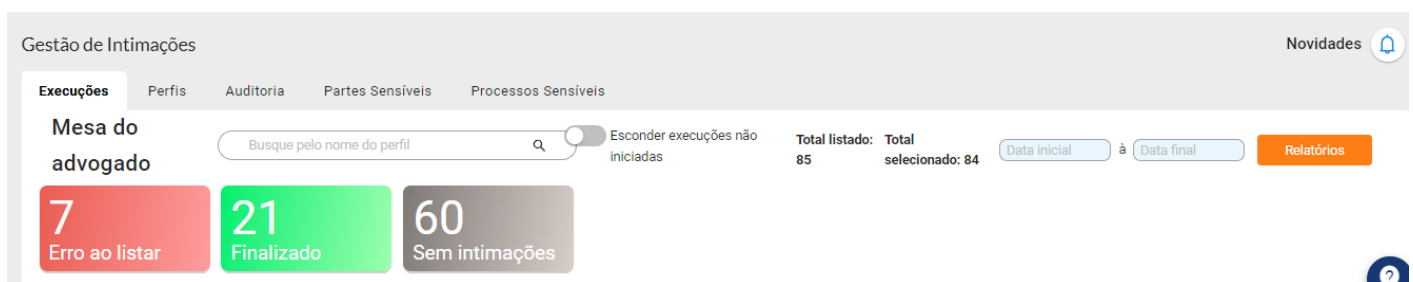 Gestão de Intimações
Novidades
Execuções Perfis Auditoria Partes Sensíveis Processos Sensíveis
Mesa do
advogado
Busque pelo nome do perfil
Esconder execuções não
iniciadas
Total listado:
85
Total
selecionado: 84
Data inicial à Data final
Relatórios
7
Erro ao listar
21
Finalizado
60
Sem intimações
?